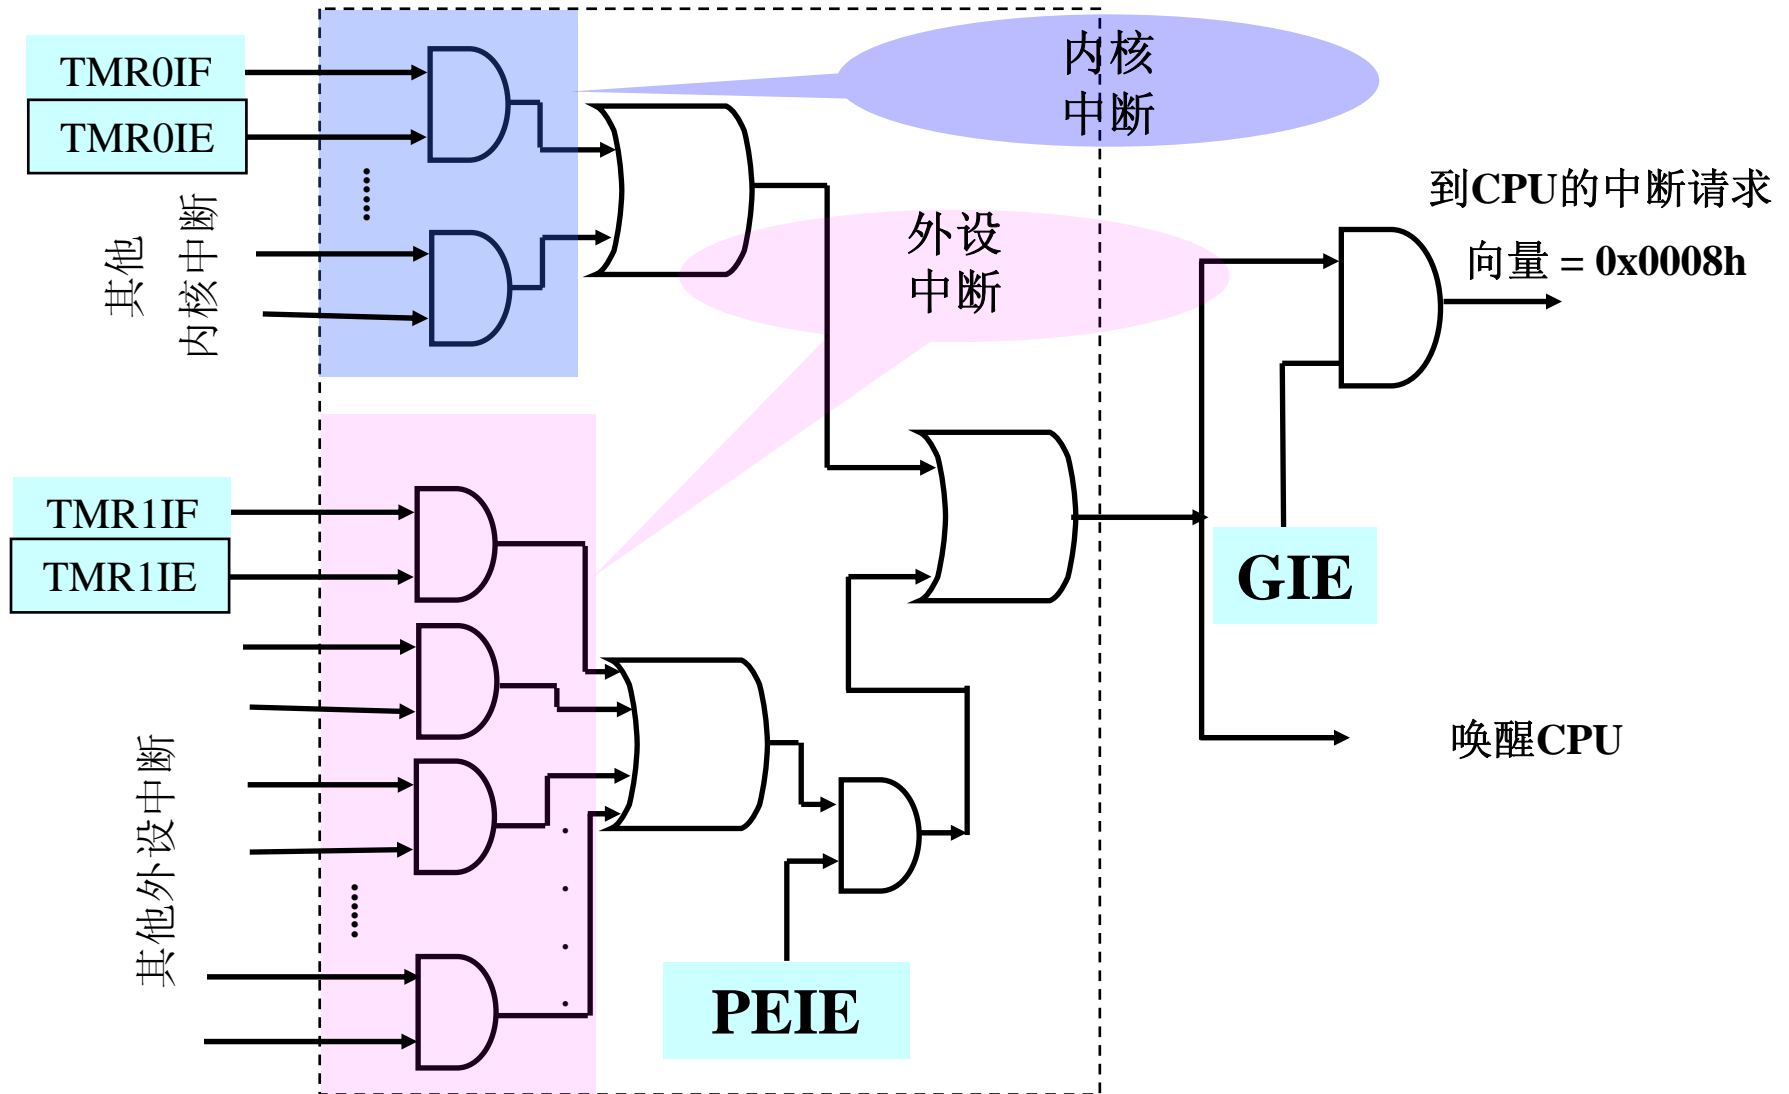 TMR0IF
TMR0IE
其他
内核中断
内核
中断
外设
中断
到CPU的中断请求
向量 = 0x0008h
TMR1IF
TMR1IE
GIE
其他外设中断
唤醒CPU
PEIE